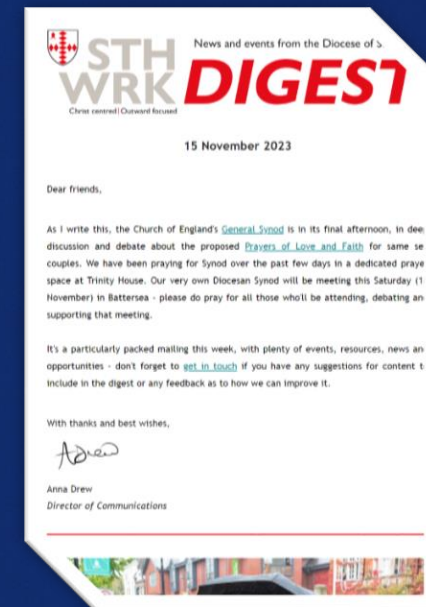 STH
WRK
News and events from the Diocese of
DIGEST
Christ centred | Outward focused
15 November 2023
Dear friends,
As I write this, the Church of England's General Synod is in its final afternoon, in dee
discussion and debate about the proposed Prayers of Love and Faith for same se
couples. We have been praying for Synod over the past few days in a dedicated praye
space at Trinity House. Our very own Diocesan Synod will be meeting this Saturday (1
November) in Battersea - please do pray for all those who'll be attending, debating an
supporting that meeting.
It's a particularly packed mailing this week, with plenty of events, resources, news an
opportunities - don't forget to get in touch if you have any suggestions for content t
include in the digest or any feedback as to how we can improve it.
With thanks and best wishes,
ADrew
Anna Drew
Director of Communications